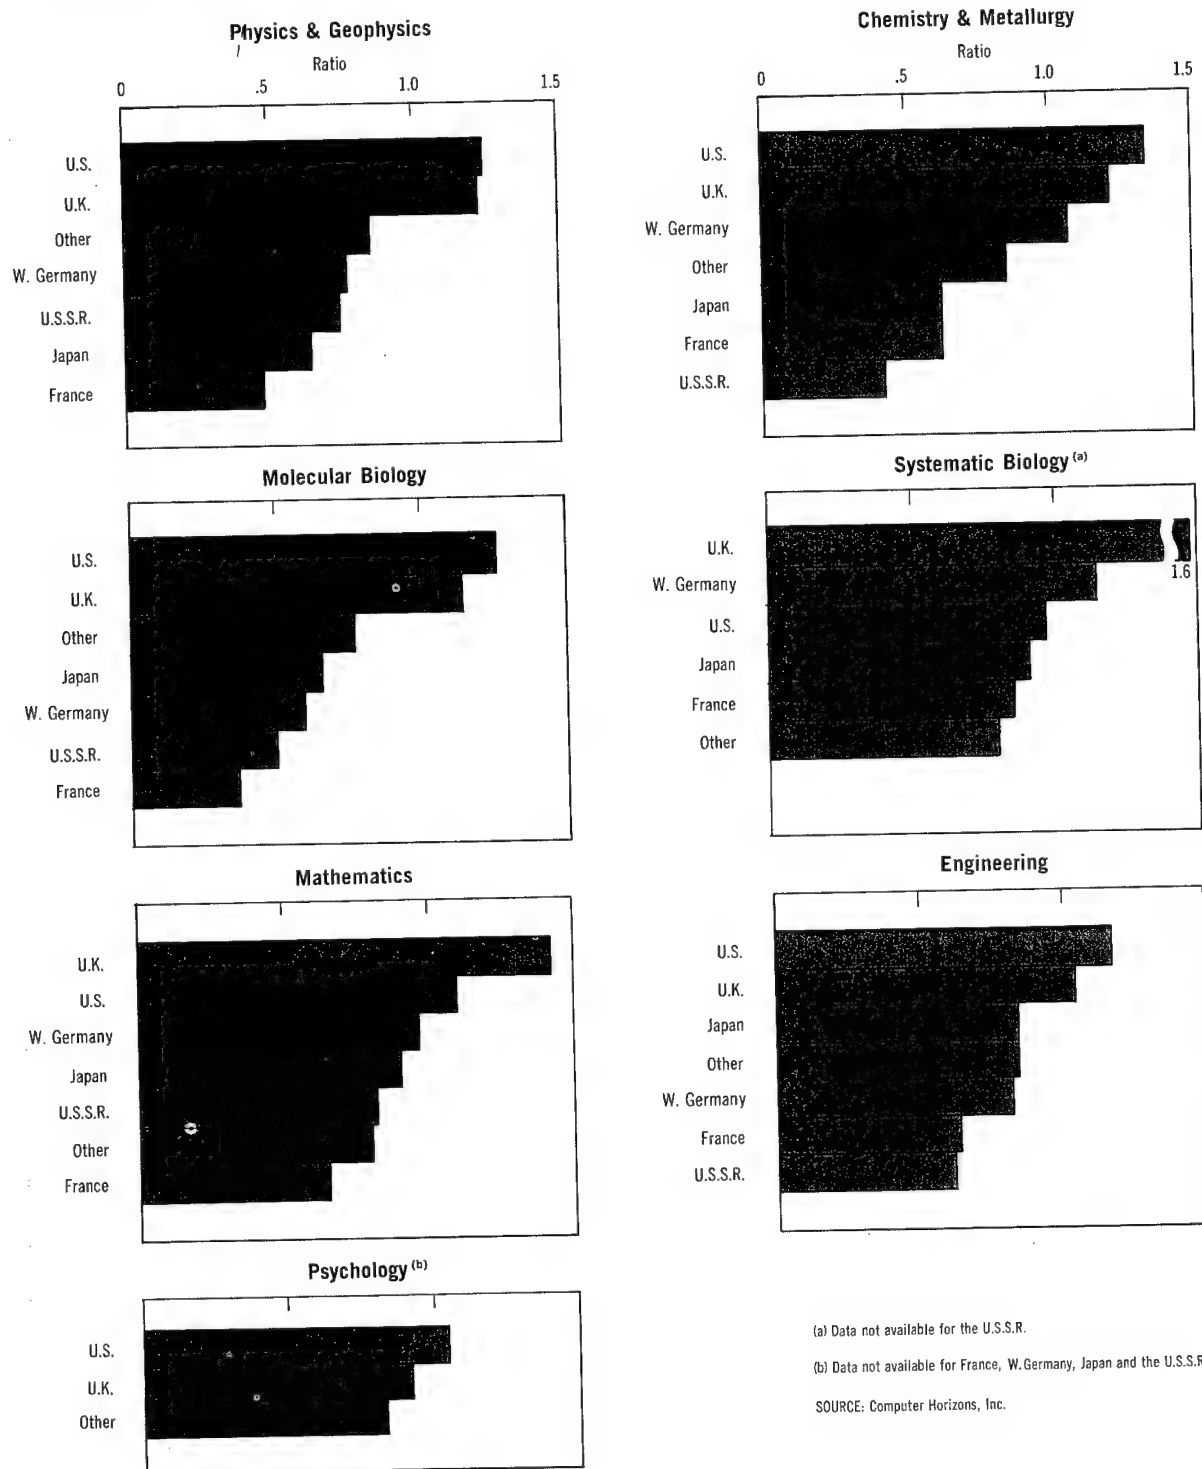 Physics & Geophysics
Ratio
0 .5 1.0 1.5
U.S.
U.K.
Other
W. Germany
U.S.S.R.
Japan
France
Chemistry & Metallurgy
Ratio
0 .5 1.0 1.5
U.S.
U.K.
W. Germany
Other
Japan
France
U.S.S.R.
Molecular Biology
U.S.
U.K.
Other
Japan
W. Germany
U.S.S.R.
France
Systematic Biology (a)
U.K.
1.6
W. Germany
U.S.
Japan
France
Other
Mathematics
U.K.
U.S.
W. Germany
Japan
U.S.S.R.
Other
France
Engineering
U.S.
U.K.
Japan
Other
W. Germany
France
U.S.S.R.
Psychology (b)
U.S.
U.K.
Other
(a) Data not available for the U.S.S.R.
(b) Data not available for France, W. Germany, Japan and the U.S.S.R
SOURCE: Computer Horizons, Inc.